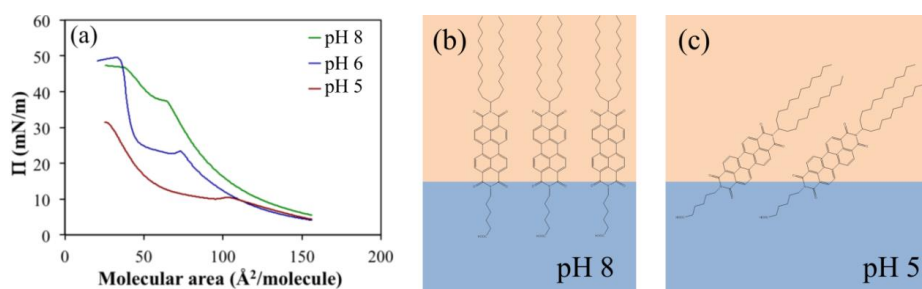 (a)
60
50
40
30
20
10
0
Π (mN/m)
pH 8
pH 6
pH 5
0 50 100 150 200
Molecular area (Å²/molecule)
(b)
pH 8
(c)
pH 5